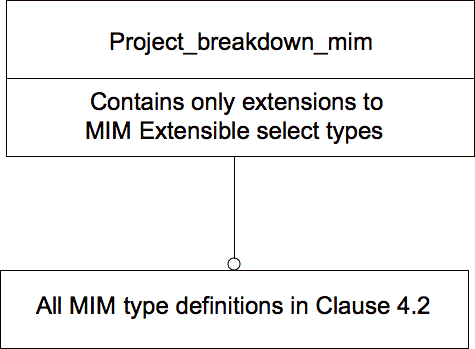 Project_breakdown_mim
Contains only extensions to
MIM Extensible select types
All MIM type definitions in Clause 4.2